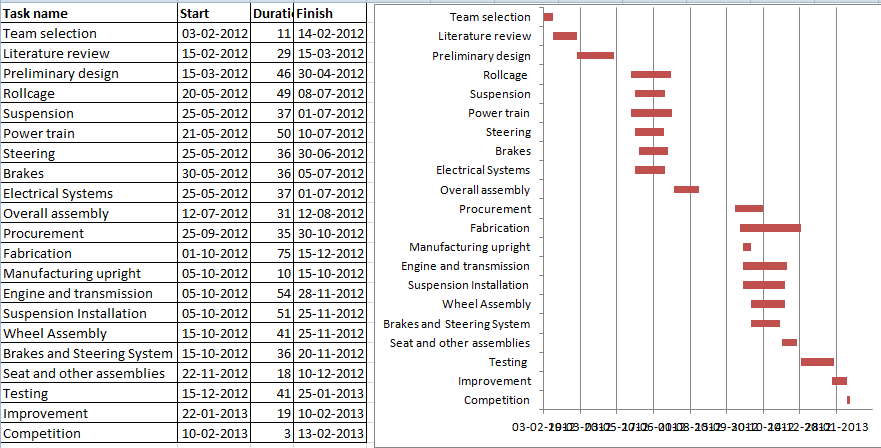 Task name Start Durati Finish
Team selection 03-02-2012 11 14-02-2012
Literature review 15-02-2012 29 15-03-2012
Preliminary design 15-03-2012 46 30-04-2012
Rollcage 20-05-2012 49 08-07-2012
Suspension 25-05-2012 37 01-07-2012
Power train 21-05-2012 50 10-07-2012
Steering 25-05-2012 36 30-06-2012
Brakes 30-05-2012 36 05-07-2012
Electrical Systems 25-05-2012 37 01-07-2012
Overall assembly 12-07-2012 31 12-08-2012
Procurement 25-09-2012 35 30-10-2012
Fabrication 01-10-2012 75 15-12-2012
Manufacturing upright 05-10-2012 10 15-10-2012
Engine and transmission 05-10-2012 54 28-11-2012
Suspension Installation 05-10-2012 51 25-11-2012
Wheel Assembly 15-10-2012 41 25-11-2012
Brakes and Steering System 15-10-2012 36 20-11-2012
Seat and other assemblies 22-11-2012 18 10-12-2012
Testing 15-12-2012 41 25-01-2013
Improvement 22-01-2013 19 10-02-2013
Competition 10-02-2013 3 13-02-2013
Team selection
Literature review
Preliminary design
Rollcage
Suspension
Power train
Steering
Brakes
Electrical Systems
Overall assembly
Procurement
Fabrication
Manufacturing upright
Engine and transmission
Suspension Installation
Wheel Assembly
Brakes and Steering System
Seat and other assemblies
Testing
Improvement
Competition